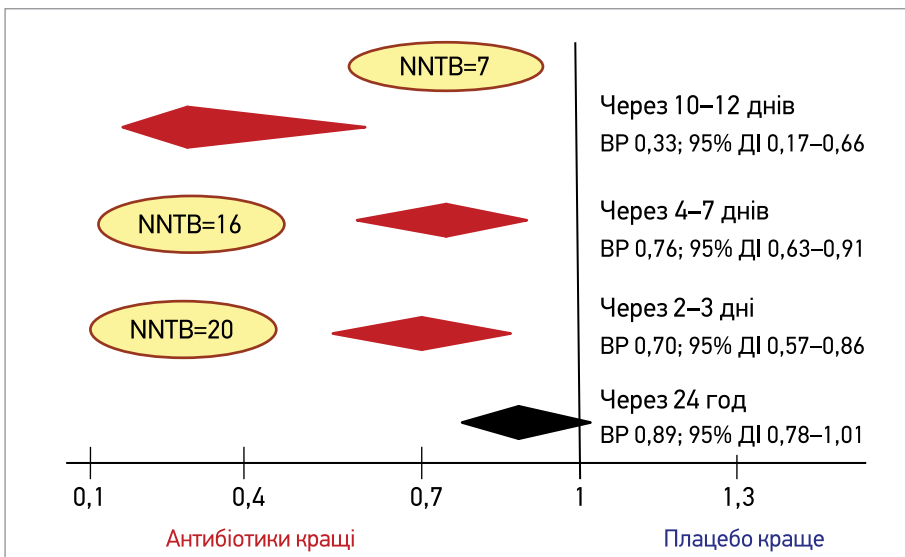 NNTB=7
Через 10–12 днів
ВР 0,33; 95% ДІ 0,17–0,66
NNTB=16
Через 4–7 днів
ВР 0,76; 95% ДІ 0,63–0,91
NNTB=20
Через 2–3 дні
ВР 0,70; 95% ДІ 0,57–0,86
Через 24 год
ВР 0,89; 95% ДІ 0,78–1,01
0,1 0,4 0,7 1 1,3
Антибіотики кращі Плацебо краще